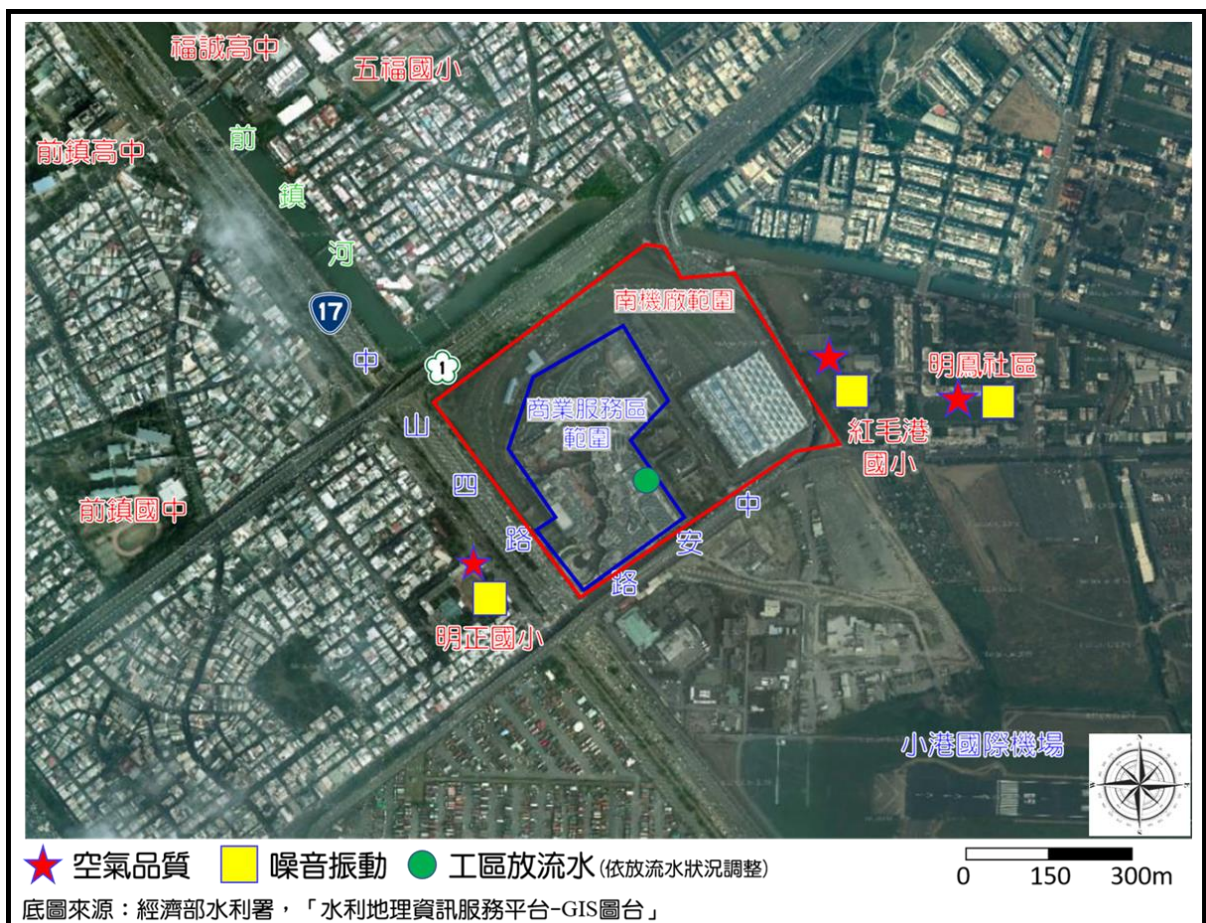 福誠高中
五福國小
前鎮高中
前
鎮
河
17
中
山
四
路
1
南機廠範圍
商業服務區
範圍
明鳳社區
紅毛港
國小
前鎮國中
中
安
路
明正國小
小港國際機場
N
空氣品質 噪音振動 工區放流水(依放流水狀況調整)
0 150 300m
底圖來源：經濟部水利署，「水利地理資訊服務平台-GIS圖台」